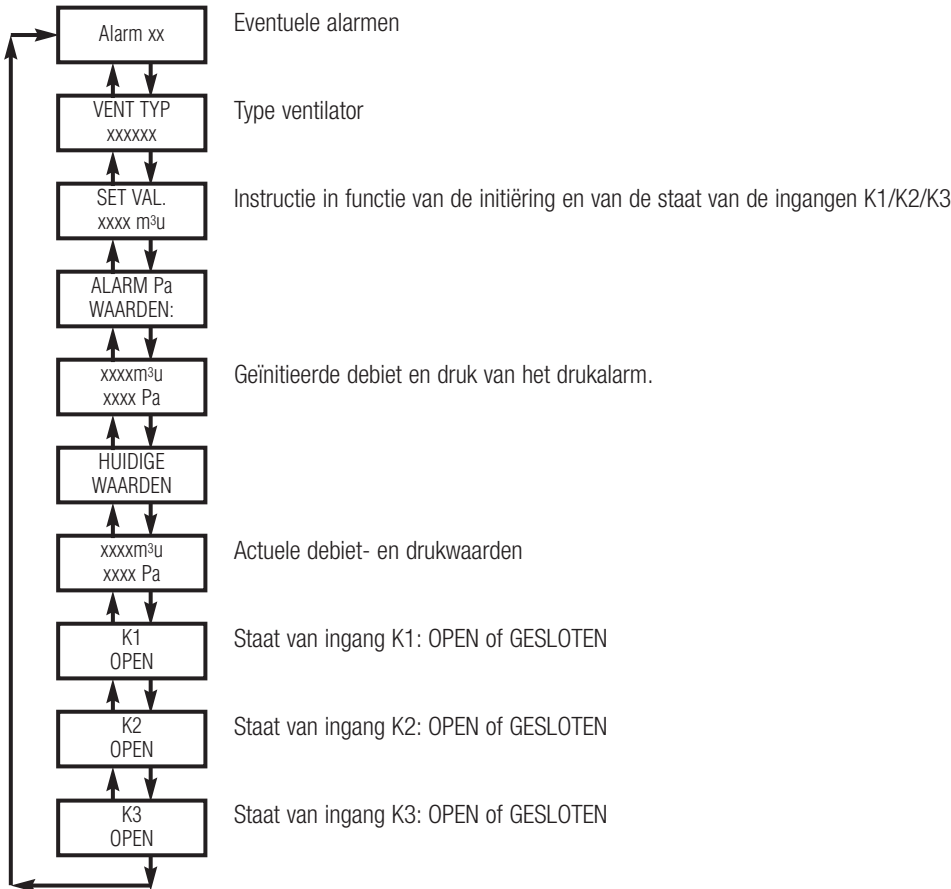 Alarm xx
Eventuele alarmen
VENT TYP
xxxxxx
Type ventilator
SET VAL.
xxxx m³u
Instructie in functie van de initiëring en van de staat van de ingangen K1/K2/K3
ALARM Pa
WAARDEN:
xxxxm³u
xxxx Pa
Geïnitieerde debiet en druk van het drukalarm.
HUIDIGE
WAARDEN
xxxxm³u
xxxx Pa
Actuele debiet- en drukwaarden
K1
OPEN
Staat van ingang K1: OPEN of GESLOTEN
K2
OPEN
Staat van ingang K2: OPEN of GESLOTEN
K3
OPEN
Staat van ingang K3: OPEN of GESLOTEN